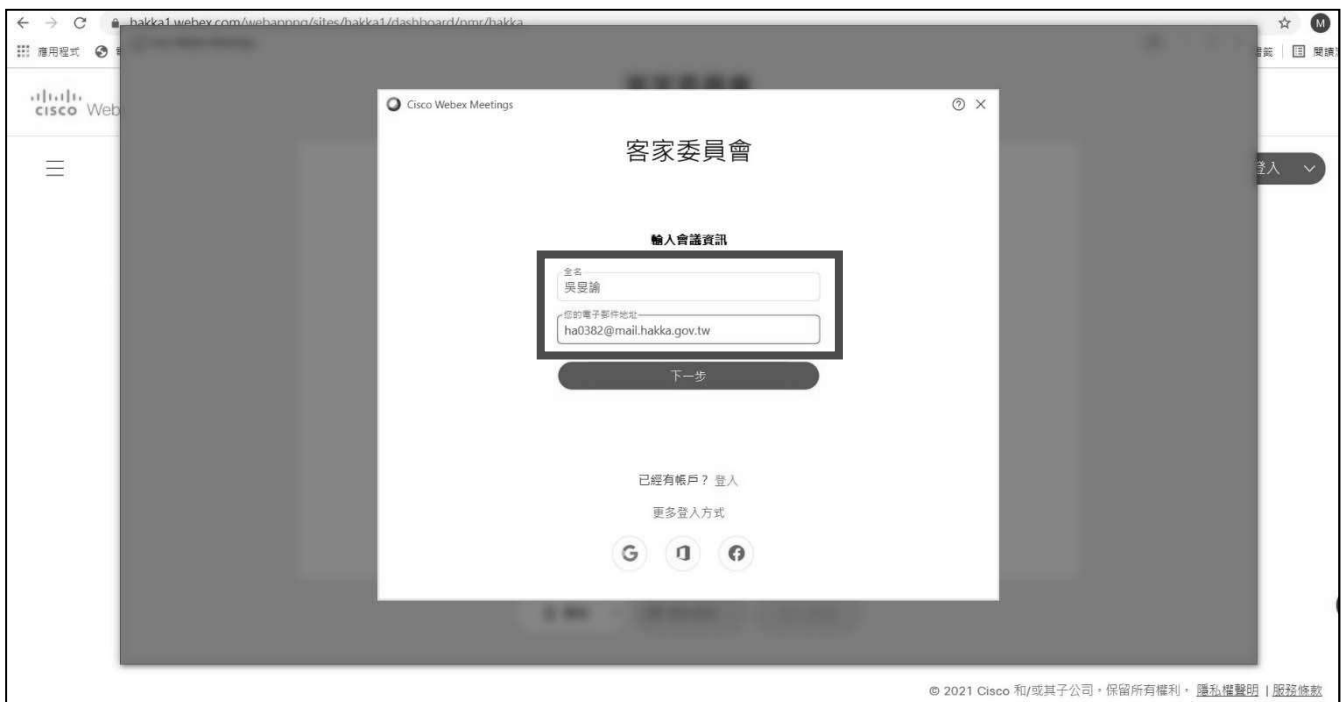 hakka1.webex.com/webappng/sites/hakka1/dashboard/pmr/hakka
M
應用程式
閱讀
cisco Web
Cisco Webex Meetings
客家委員會
登入
輸入會議資訊
全名
吳旻諭
您的電子郵件地址
ha0382@mail.hakka.gov.tw
下一步
已經有帳戶？ 登入
更多登入方式
© 2021 Cisco 和/或其子公司。保留所有權利。 隱私權聲明 | 服務條款